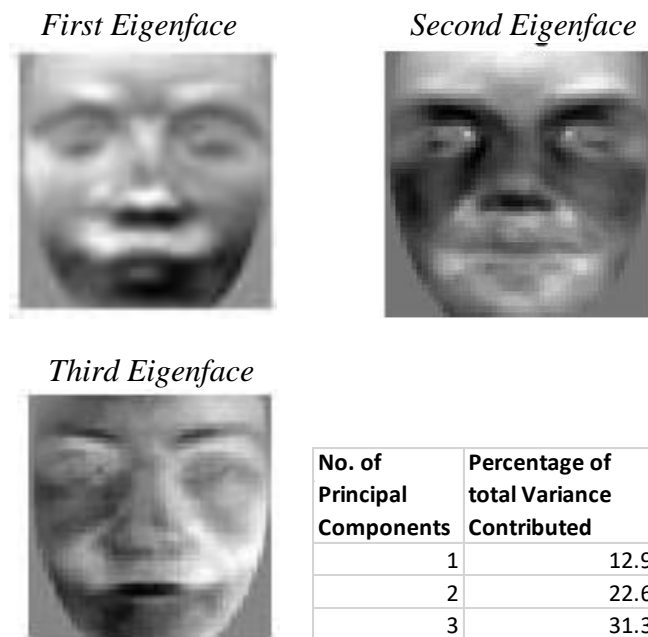 First Eigenface
Second Eigenface
Third Eigenface
No. of Principal Components
Percentage of total Variance Contributed
1 12.9
2 22.6
3 31.3